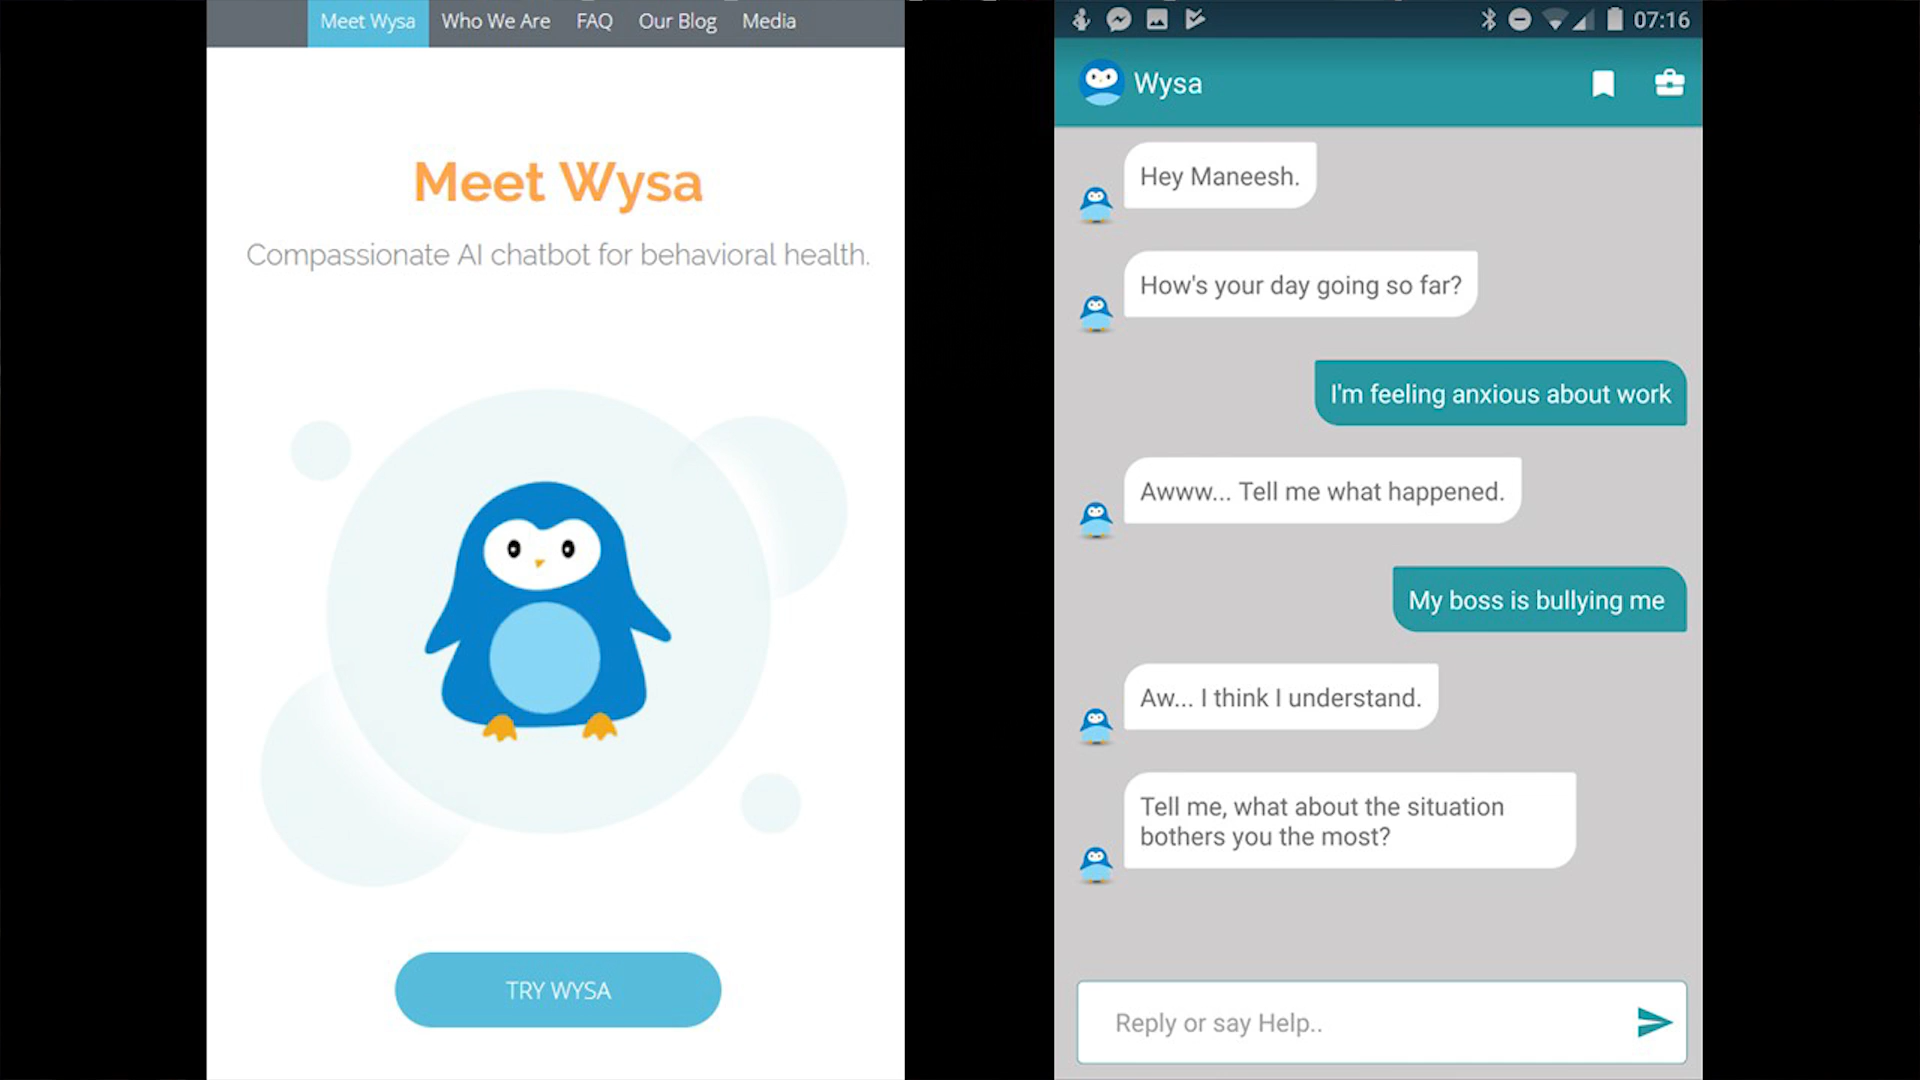 Meet Wysa Who We Are FAQ Our Blog Media
Meet Wysa
Compassionate AI chatbot for behavioral health.
TRY WYSA
07:16
Wysa
Hey Maneesh.
How's your day going so far?
I'm feeling anxious about work
Awww... Tell me what happened.
My boss is bullying me
Aw... I think I understand.
Tell me, what about the situation
bothers you the most?
Reply or say Help..